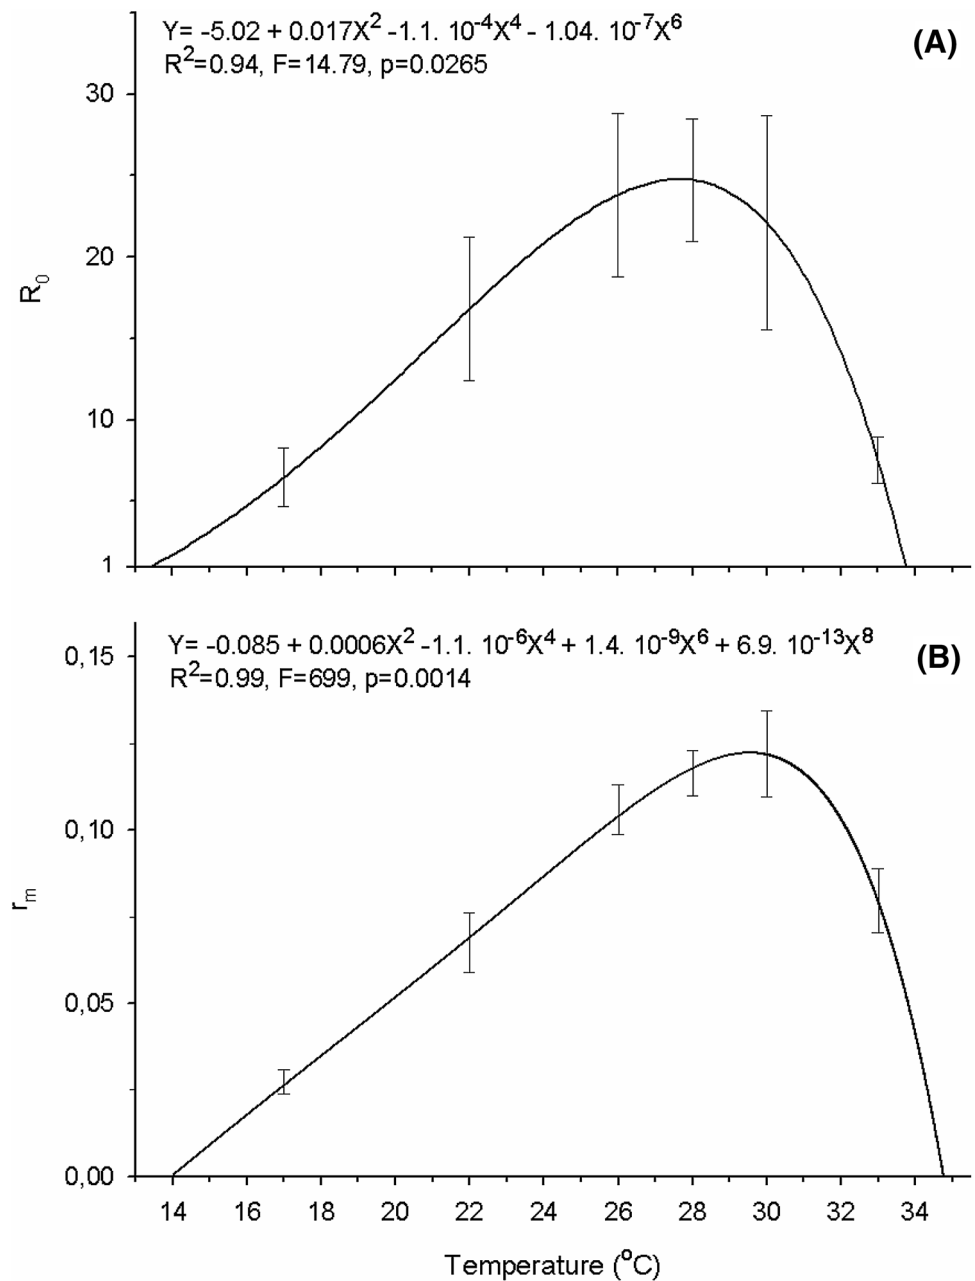 Y= -5.02 + 0.017X² -1.1. 10⁻⁴X⁴ - 1.04. 10⁻⁷X⁶
R²=0.94, F=14.79, p=0.0265
(A)
30
20
10
1
R₀
Y= -0.085 + 0.0006X² -1.1. 10⁻⁶X⁴ + 1.4. 10⁻⁹X⁶ + 6.9. 10⁻¹³X⁸
R²=0.99, F=699, p=0.0014
(B)
0,15
0,10
0,05
0,00
rₘ
14 16 18 20 22 24 26 28 30 32 34
Temperature (°C)